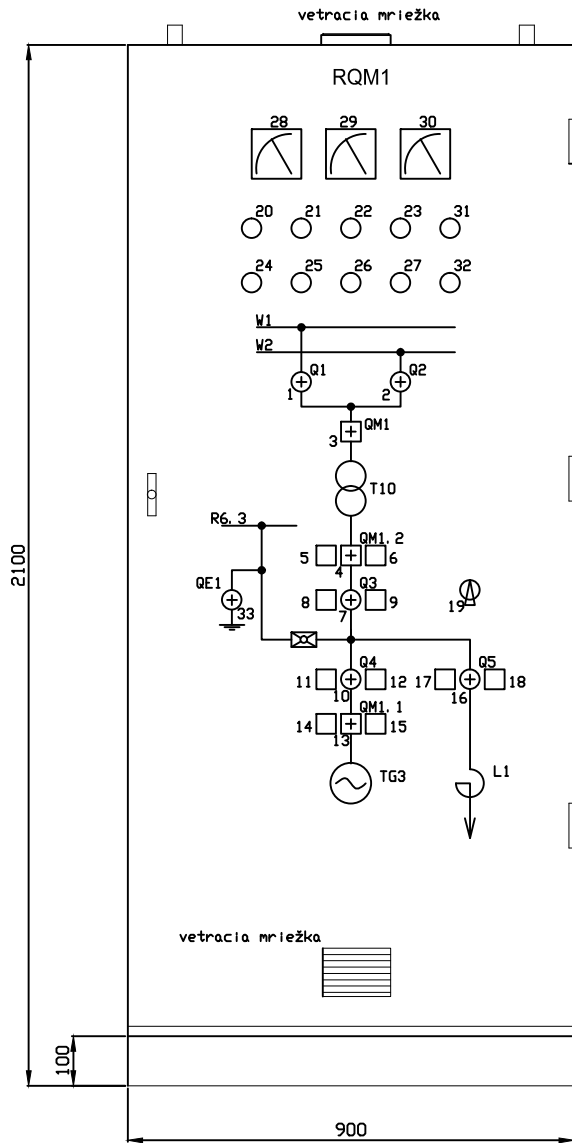 vetracia mriežka
RQM1
28 29 30
20 21 22 23 31
24 25 26 27 32
W1
W2
Q1 Q2
1 2
QM1
3
T10
R6.3
QM1.2
5 4 6
QE1
33
Q3
8 7 9
19
Q4
11 10 12
Q5
17 16 18
QM1.1
14 13 15
TG3
L1
vetracia mriežka
2100
100
900